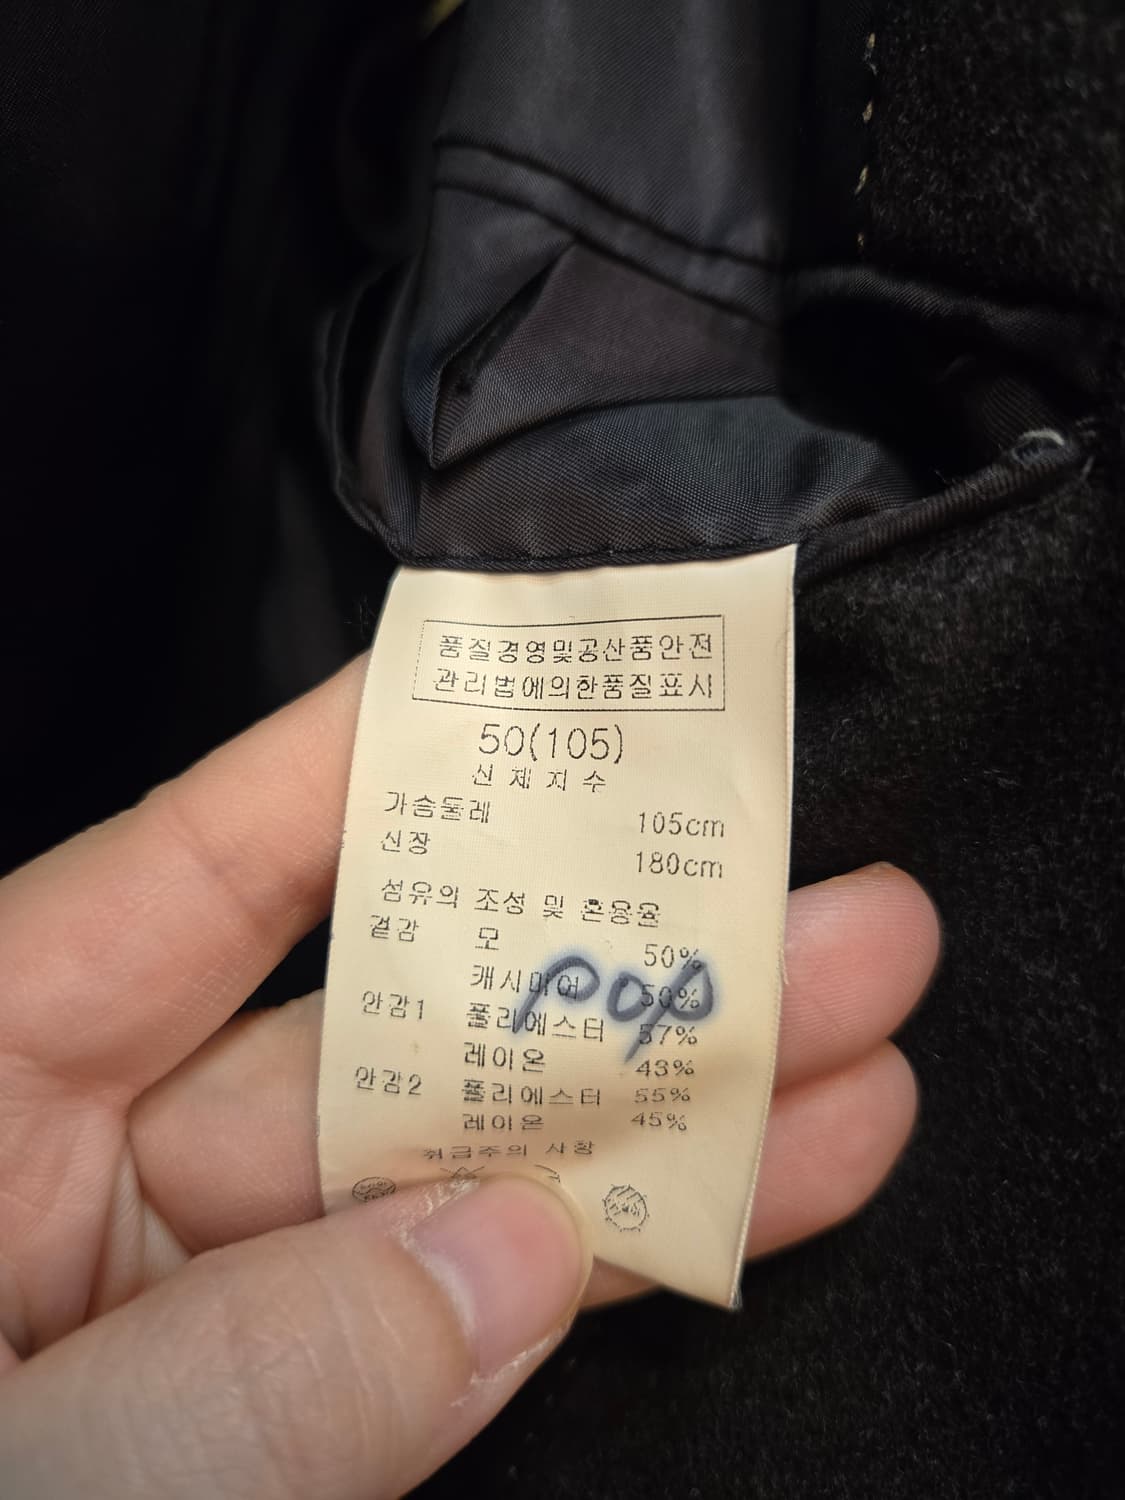 품질경영및공산품안전
관리법에의한품질표시
50(105)
신체치수
가슴둘레 105cm
신장 180cm
섬유의 조성 및 혼용율
겉감 모 50%
캐시미어 50%
안감1 폴리에스터 57%
레이온 43%
안감2 폴리에스터 55%
레이온 45%
취급주의 사항